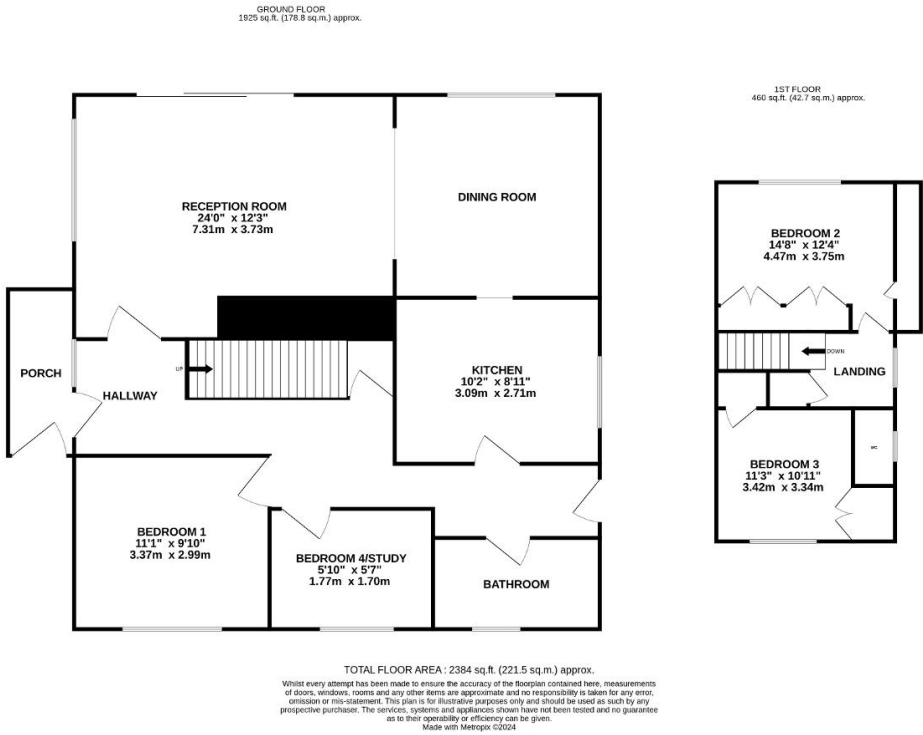 GROUND FLOOR
1925 sq.ft. (178.8 sq.m.) approx.
1ST FLOOR
460 sq.ft. (42.7 sq.m.) approx.
RECEPTION ROOM
24'0" x 12'3"
7.31m x 3.73m
DINING ROOM
BEDROOM 2
14'8" x 12'4"
4.47m x 3.75m
PORCH
HALLWAY
UP
KITCHEN
10'2" x 8'11"
3.09m x 2.71m
DOWN
LANDING
WC
BEDROOM 3
11'3" x 10'11"
3.42m x 3.34m
BEDROOM 1
11'1" x 9'10"
3.37m x 2.99m
BEDROOM 4/STUDY
5'10" x 5'7"
1.77m x 1.70m
BATHROOM
TOTAL FLOOR AREA : 2384 sq.ft. (221.5 sq.m.) approx.
Whilst every attempt has been made to ensure the accuracy of the floorplan contained here, measurements
of doors, windows, rooms and any other items are approximate and no responsibility is taken for any error,
omission or mis-statement. This plan is for illustrative purposes only and should be used as such by any
prospective purchaser. The services, systems and appliances shown have not been tested and no guarantee
as to their operability or efficiency can be given.
Made with Metropix ©2024